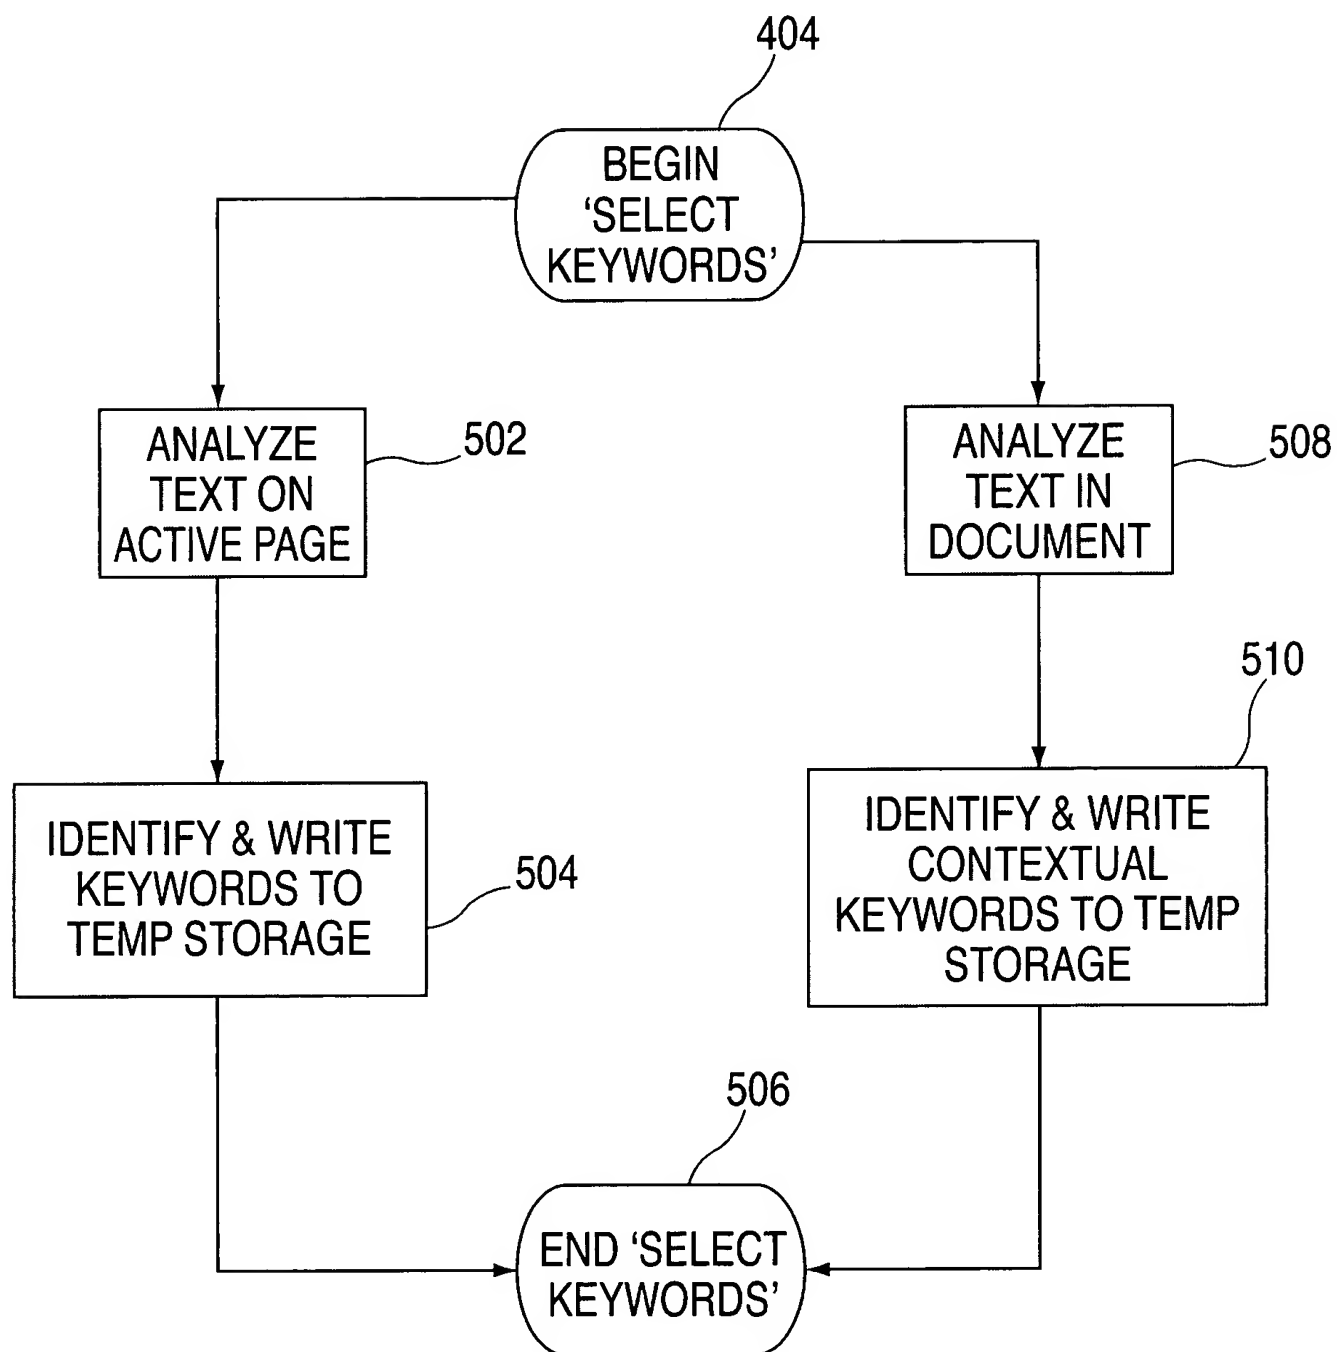 404
BEGIN
‘SELECT
KEYWORDS’
ANALYZE
TEXT ON
ACTIVE PAGE
502
ANALYZE
TEXT IN
DOCUMENT
508
IDENTIFY & WRITE
KEYWORDS TO
TEMP STORAGE
504
510
IDENTIFY & WRITE
CONTEXTUAL
KEYWORDS TO TEMP
STORAGE
506
END ‘SELECT
KEYWORDS’